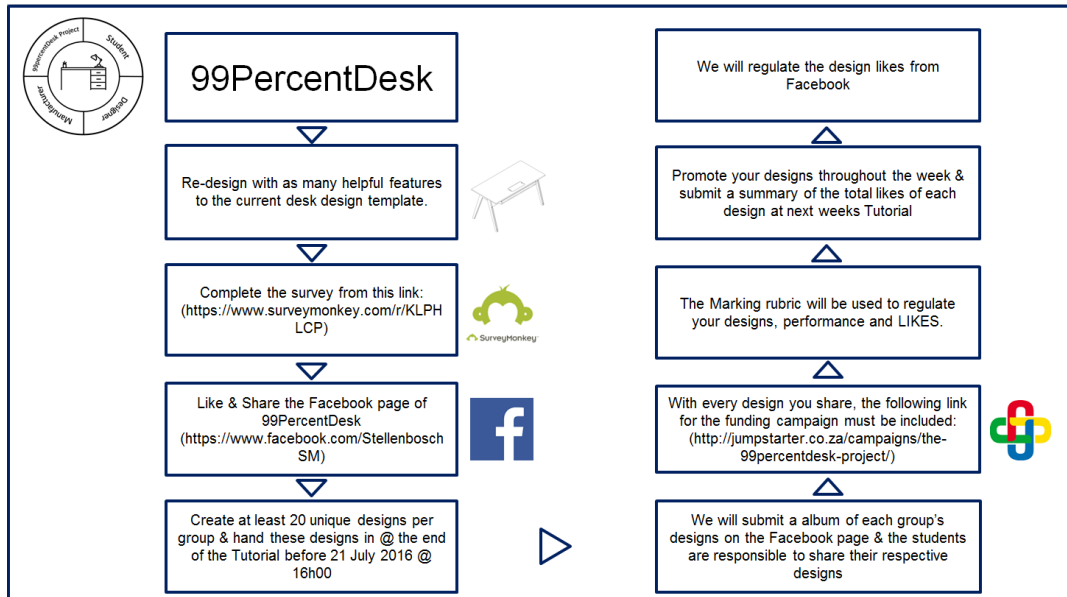 99percentDesk Project
Student
Designer
Manufacturer
99PercentDesk
Re-design with as many helpful features
to the current desk design template.
Complete the survey from this link:
(https://www.surveymonkey.com/r/KLPH
LCP)
SurveyMonkey
Like & Share the Facebook page of
99PercentDesk
(https://www.facebook.com/Stellenbosch
SM)
f
Create at least 20 unique designs per
group & hand these designs in @ the end
of the Tutorial before 21 July 2016 @
16h00
We will submit a album of each group's
designs on the Facebook page & the students
are responsible to share their respective
designs
With every design you share, the following link
for the funding campaign must be included:
(http://jumpstarter.co.za/campaigns/the-
99percentdesk-project/)
The Marking rubric will be used to regulate
your designs, performance and LIKES.
Promote your designs throughout the week &
submit a summary of the total likes of each
design at next weeks Tutorial
We will regulate the design likes from
Facebook